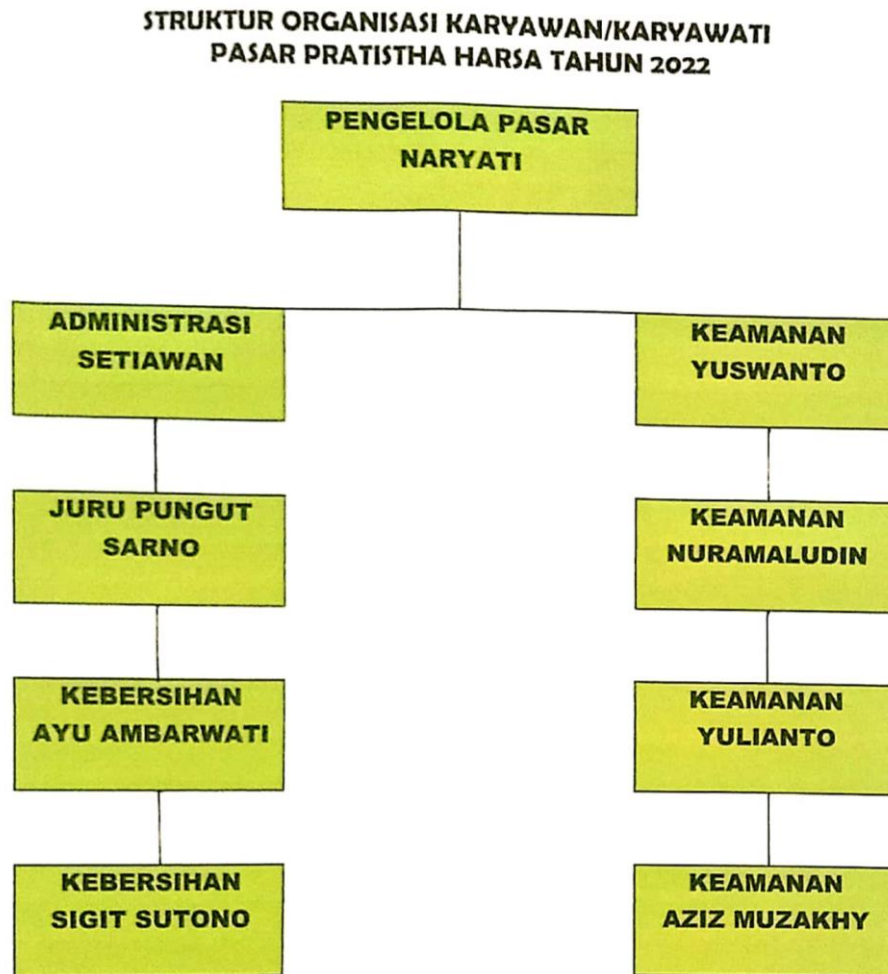 STRUKTUR ORGANISASI KARYAWAN/KARYAWATI
PASAR PRATISTHA HARSA TAHUN 2022
PENGELOLA PASAR
NARYATI
ADMINISTRASI
SETIAWAN
KEAMANAN
YUSWANTO
JURU PUNGUT
SARNO
KEAMANAN
NURAMALUDIN
KEBERSIHAN
AYU AMBARWATI
KEAMANAN
YULIANTO
KEBERSIHAN
SIGIT SUTONO
KEAMANAN
AZIZ MUZAKHY